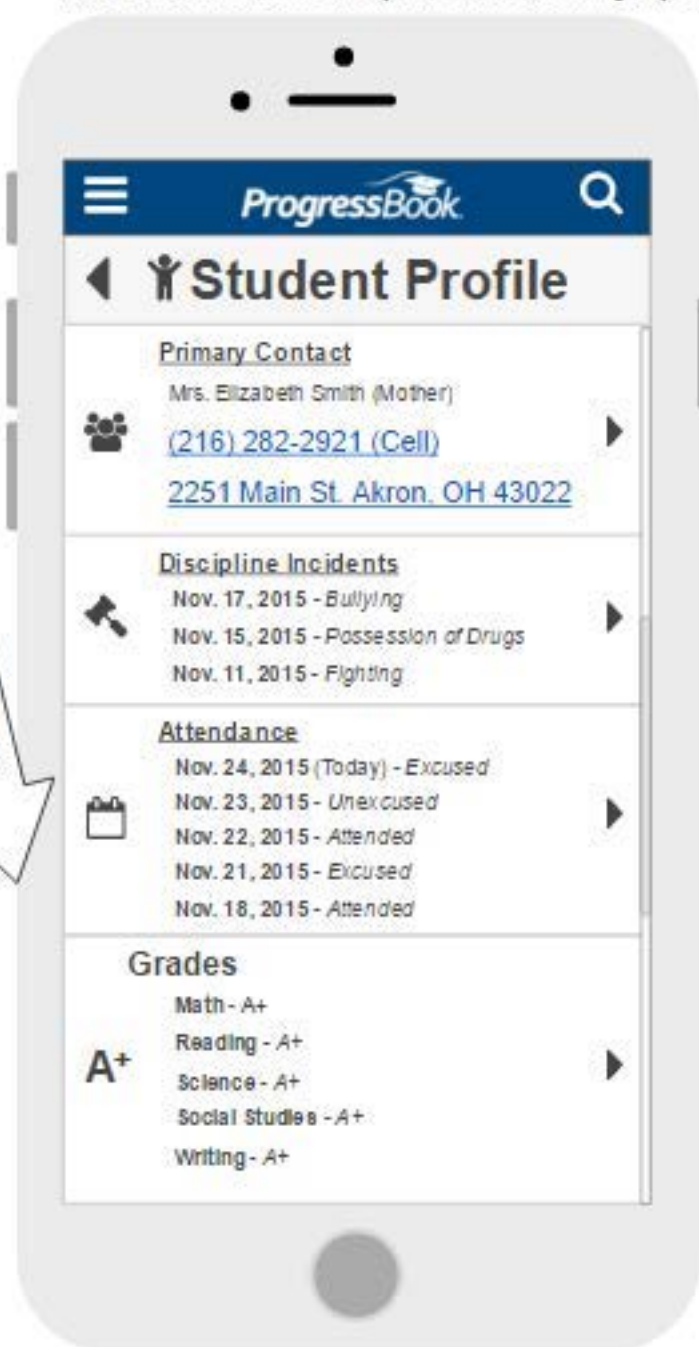 ProgressBook
Student Profile
Primary Contact
Mrs. Elizabeth Smith (Mother)
(216) 282-2921 (Cell)
2251 Main St. Akron, OH 43022
Discipline Incidents
Nov. 17, 2015 - Bullying
Nov. 15, 2015 - Possession of Drugs
Nov. 11, 2015 - Fighting
Attendance
Nov. 24, 2015 (Today) - Excused
Nov. 23, 2015 - Unexcused
Nov. 22, 2015 - Attended
Nov. 21, 2015 - Excused
Nov. 18, 2015 - Attended
Grades
A+
Math - A+
Reading - A+
Science - A+
Social Studies - A+
Writing - A+